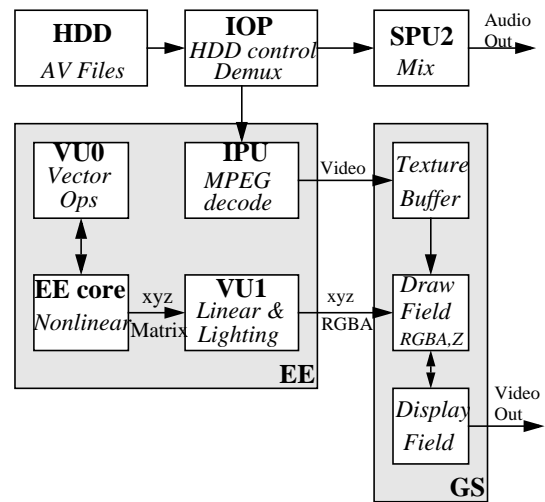 HDD
AV Files
IOP
HDD control
Demux
SPU2
Mix
Audio
Out
VU0
Vector
Ops
IPU
MPEG
decode
Video
Texture
Buffer
EE core
Nonlinear
xyz
Matrix
VU1
Linear &
Lighting
xyz
RGBA
Draw
Field
RGBA,Z
EE
Display
Field
Video
Out
GS